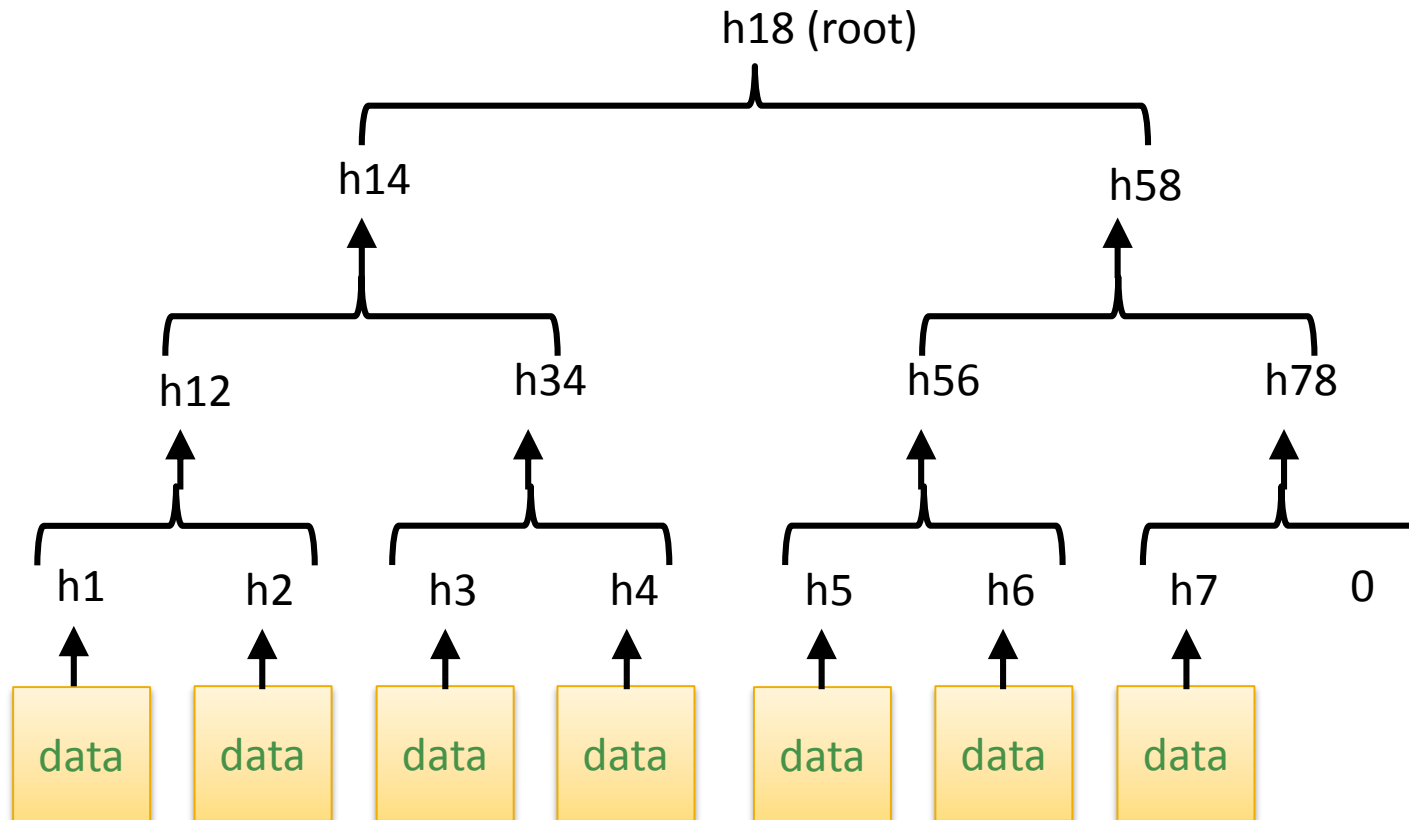 h18 (root)
h14 h58
h12 h34 h56 h78
h1 h2 h3 h4 h5 h6 h7 0
data data data data data data data